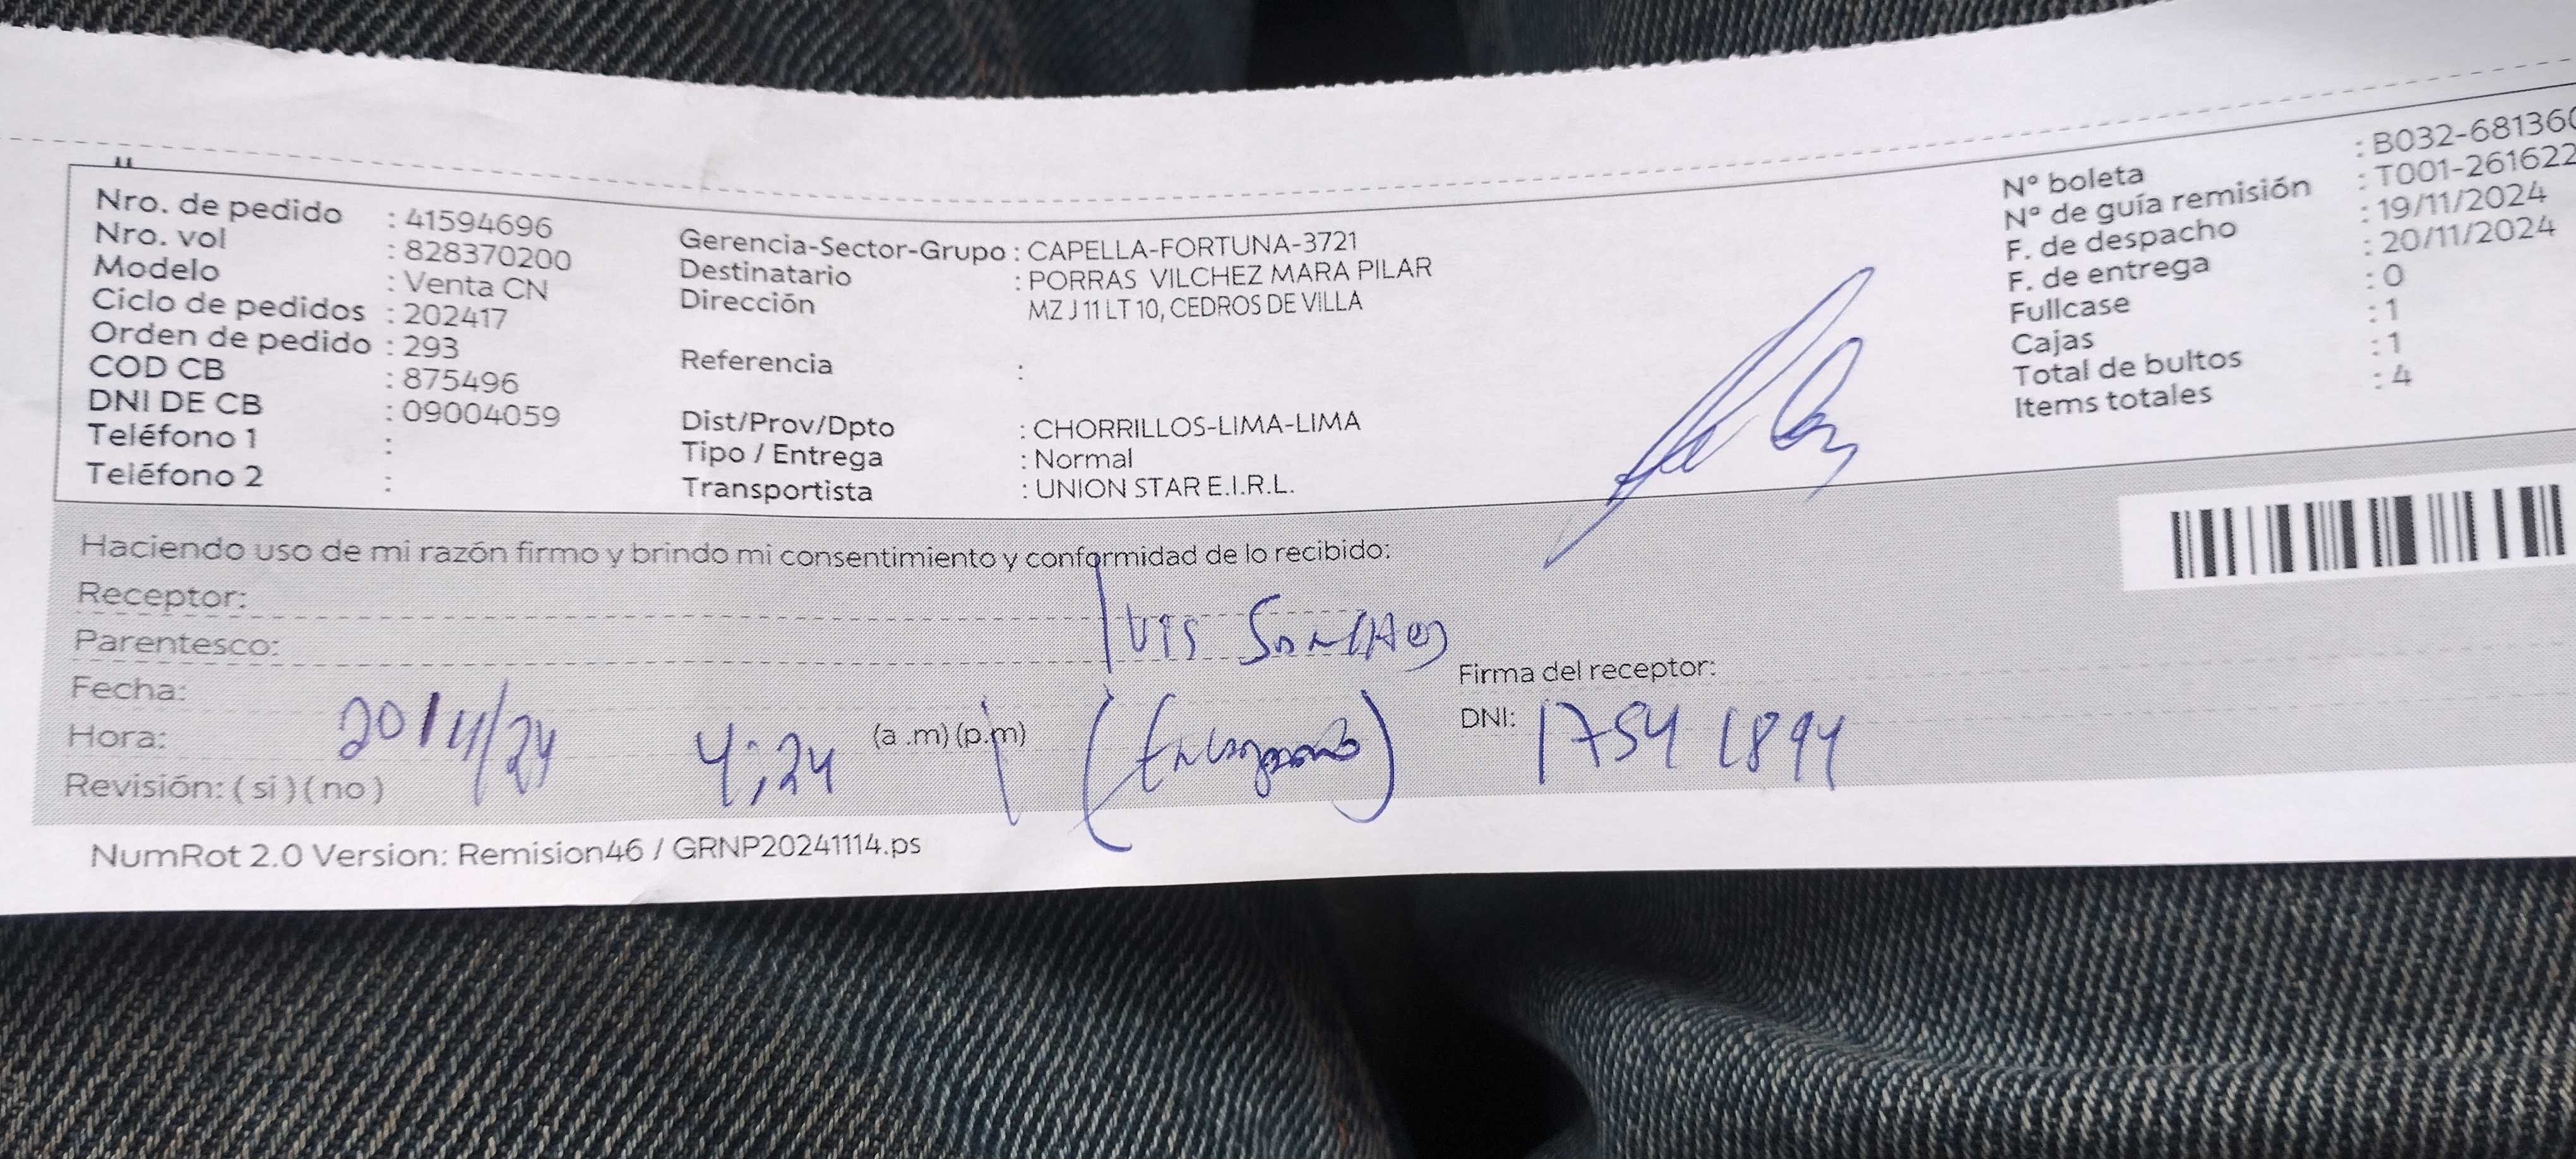 Nro. de pedido : 41594696
Nro. vol : 828370200
Modelo : Venta CN
Ciclo de pedidos : 202417
Orden de pedido : 293
COD CB : 875496
DNI DE CB : 09004059
Teléfono 1 :
Teléfono 2 :
Gerencia-Sector-Grupo : CAPELLA-FORTUNA-3721
Destinatario : PORRAS VILCHEZ MARA PILAR
Dirección MZ J 11 LT 10, CEDROS DE VILLA
Referencia :
Dist/Prov/Dpto : CHORRILLOS-LIMA-LIMA
Tipo / Entrega : Normal
Transportista : UNION STAR E.I.R.L.
N° boleta : B032-681360
N° de guía remisión : T001-261622
F. de despacho : 19/11/2024
F. de entrega : 20/11/2024
Fullcase : 0
Cajas : 1
Total de bultos : 1
Items totales : 4
Haciendo uso de mi razón firmo y brindo mi consentimiento y conformidad de lo recibido:
Receptor:
Luis
Parentesco:
Fecha:
Firma del receptor:
Hora: 4:24 (a.m) (p.m)
DNI: 17541894
Revisión: ( si ) ( no )
NumRot 2.0 Version: Remision46 / GRNP20241114.ps